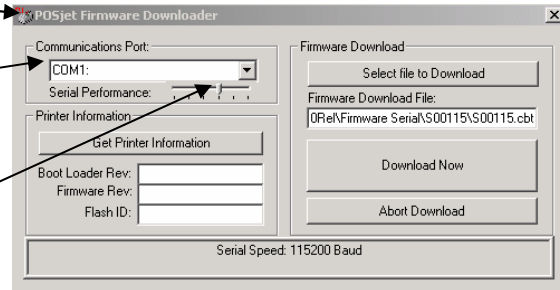 POSjet Firmware Downloader
Communications Port:
COM1:
Serial Performance:
Printer Information
Get Printer Information
Boot Loader Rev:
Firmware Rev:
Flash ID:
Firmware Download
Select file to Download
Firmware Download File:
0Rel\Firmware Serial\S00115\S00115.cbt
Download Now
Abort Download
Serial Speed: 115200 Baud